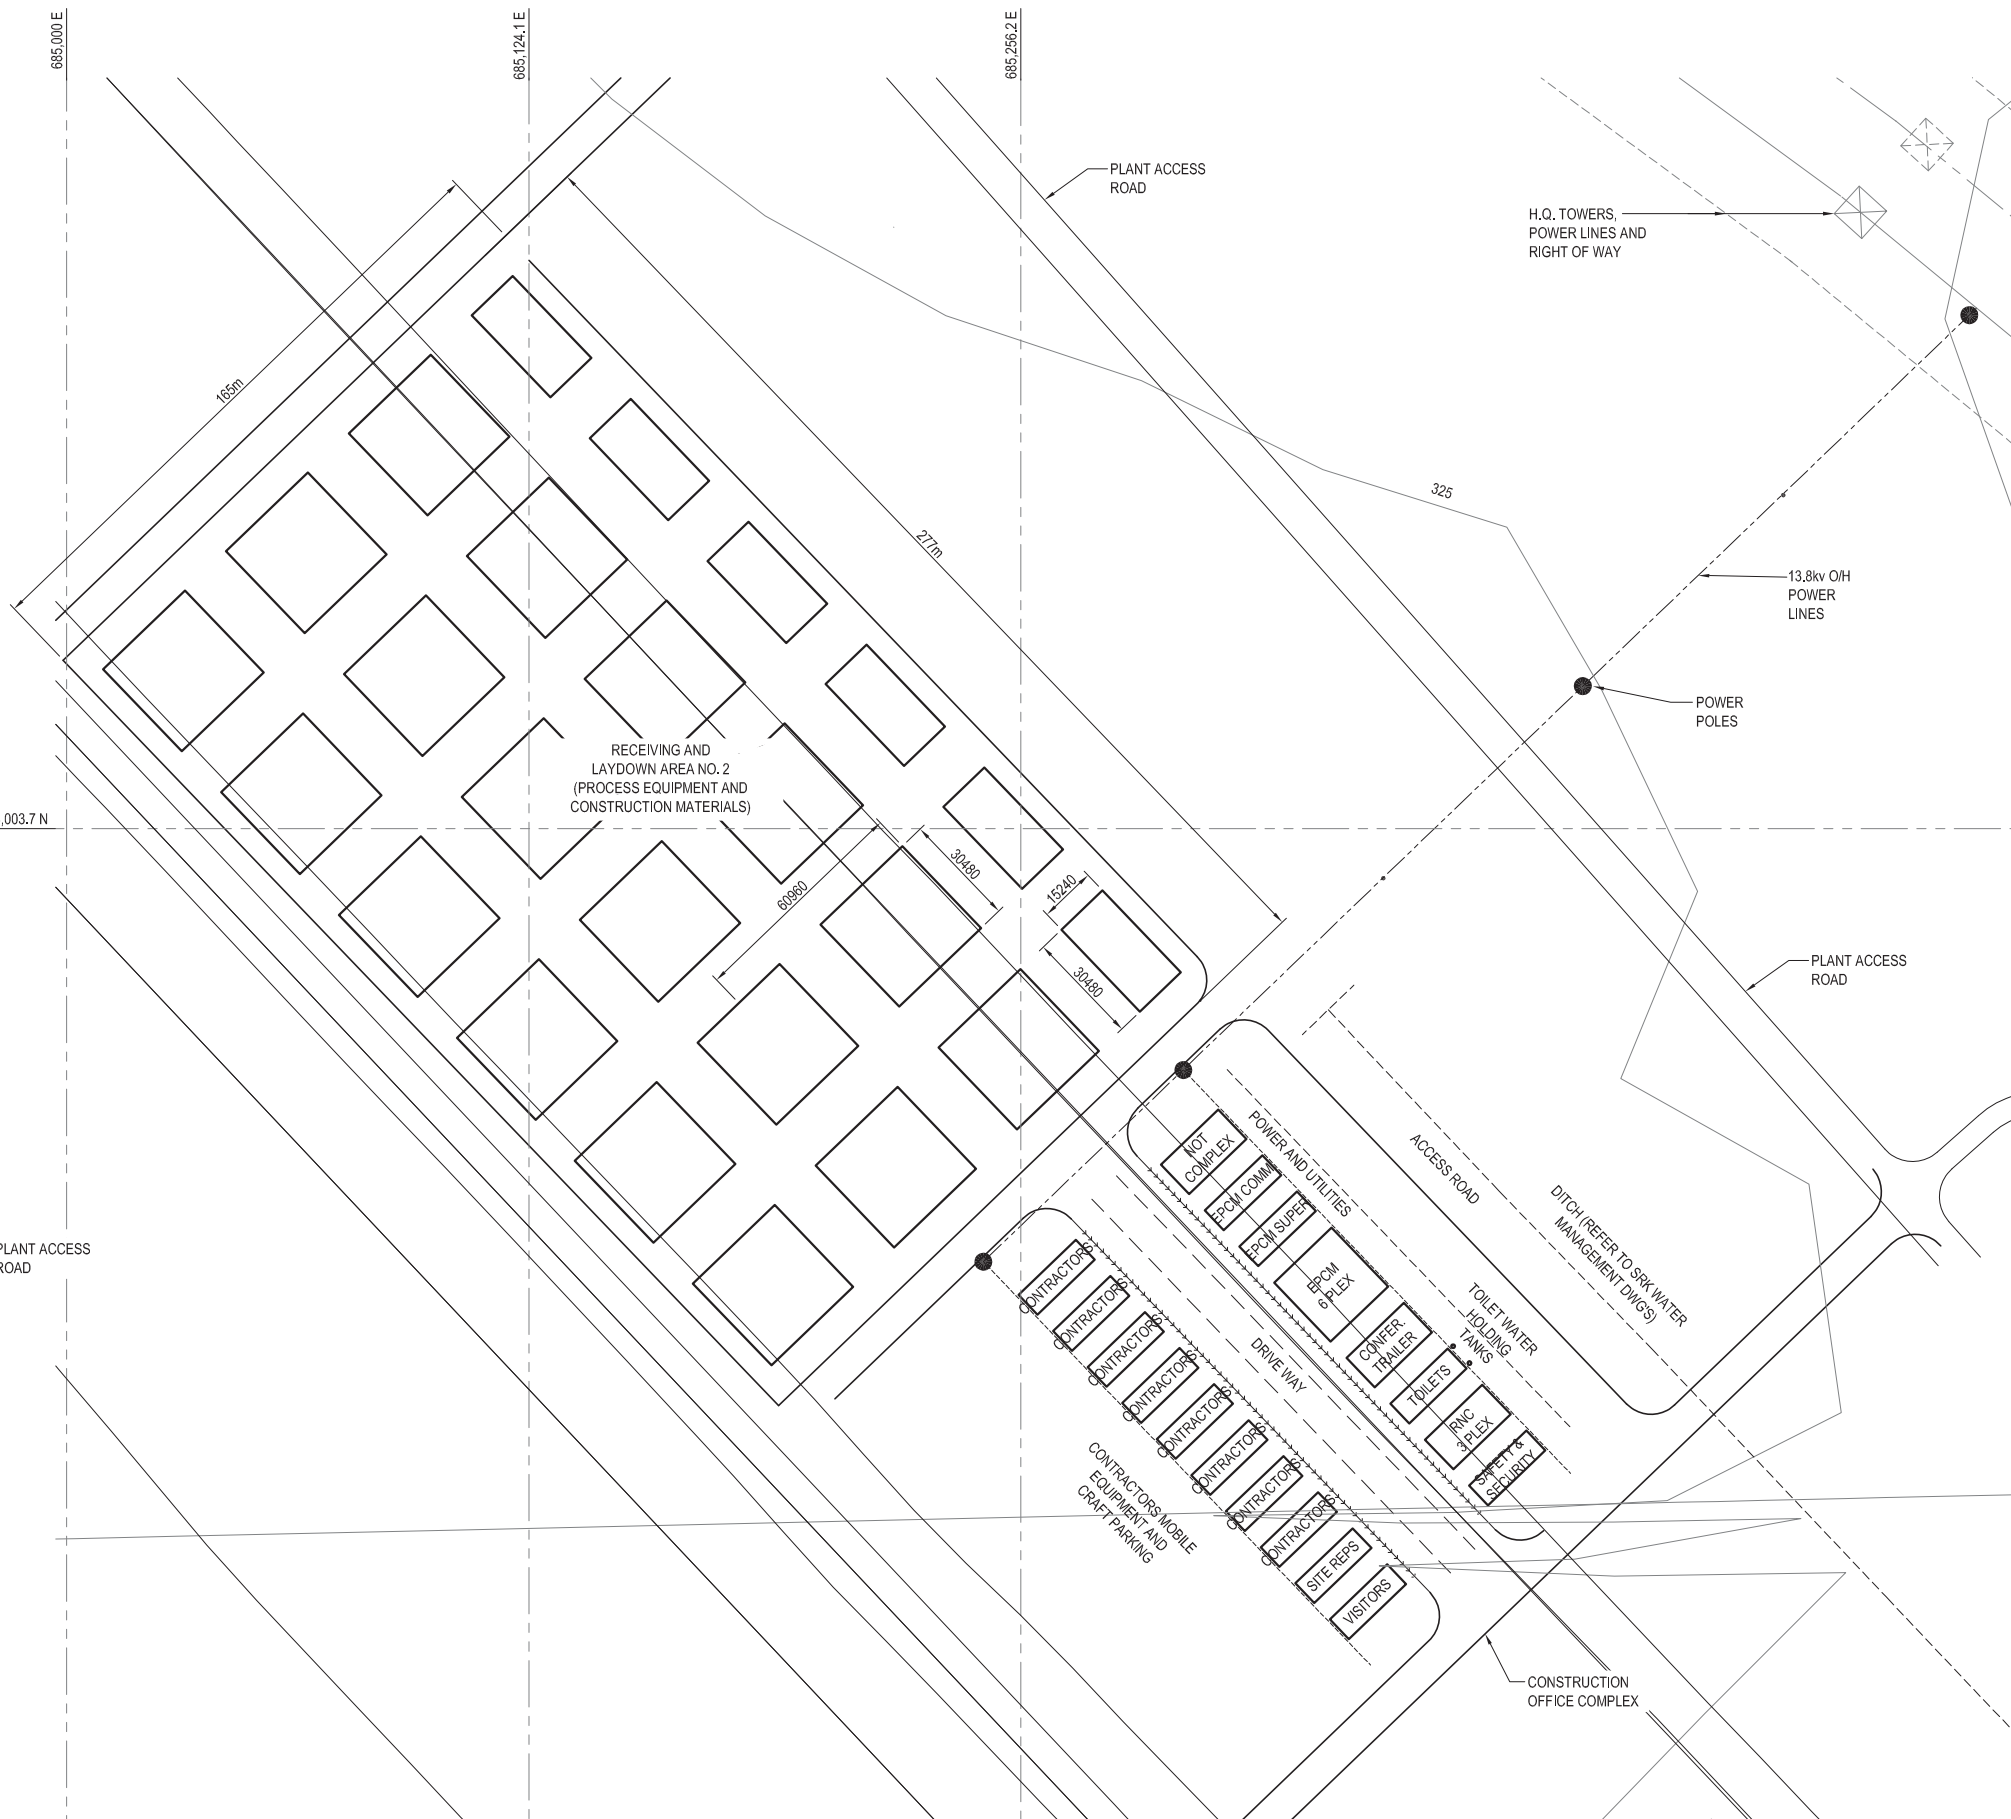 685,000 E
685,124.1 E
685,256.2 E
PLANT ACCESS
ROAD
H.Q. TOWERS,
POWER LINES AND
RIGHT OF WAY
165m
277m
325
13.8kv O/H
POWER
LINES
POWER
POLES
RECEIVING AND
LAYDOWN AREA NO. 2
(PROCESS EQUIPMENT AND
CONSTRUCTION MATERIALS)
,003.7 N
30480
60960
15240
30480
PLANT ACCESS
ROAD
NOT
COMPLEX
EPCM COMM
EPCM SUPER
EPCM
6 PLEX
CONFER.
TRAILER
TOILETS
RNC
3 PLEX
SAFETY &
SECURITY
POWER AND UTILITIES
ACCESS ROAD
DITCH (REFER TO SRK WATER
MANAGEMENT DWG'S)
TOILET WATER
HOLDING
TANKS
DRIVE WAY
PLANT ACCESS
ROAD
CONTRACTORS
CONTRACTORS
CONTRACTORS
CONTRACTORS
CONTRACTORS
CONTRACTORS
CONTRACTORS
CONTRACTORS
SITE REPS
VISITORS
CONTRACTORS MOBILE
EQUIPMENT AND
CRAFT PARKING
CONSTRUCTION
OFFICE COMPLEX